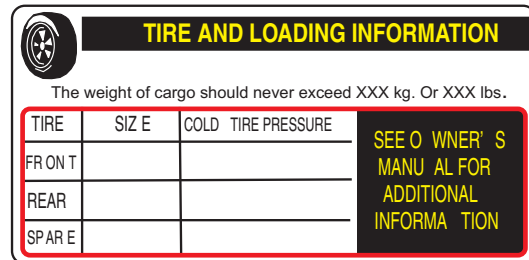 TIRE AND LOADING INFORMATION
The weight of cargo should never exceed XXX kg. Or XXX lbs.
TIRE SIZ E COLD TIRE PRESSURE
FR ON T
REAR
SP AR E
SEE O WNER' S
MANU AL FOR
ADDITIONAL
INFORMA TION